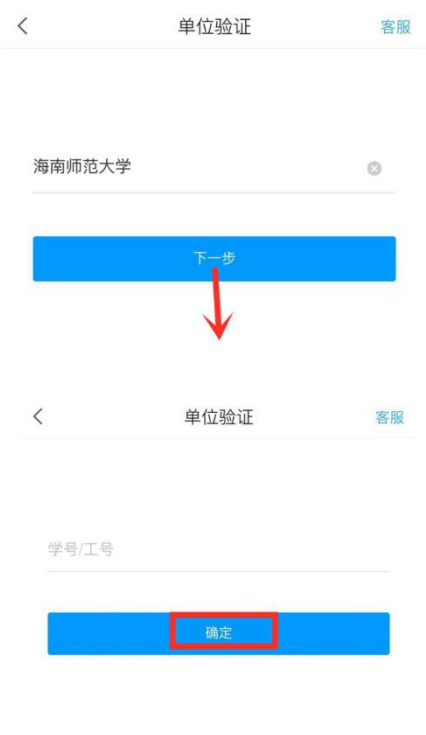 单位验证
客服
海南师范大学
下一步
单位验证
客服
学号/工号
确定